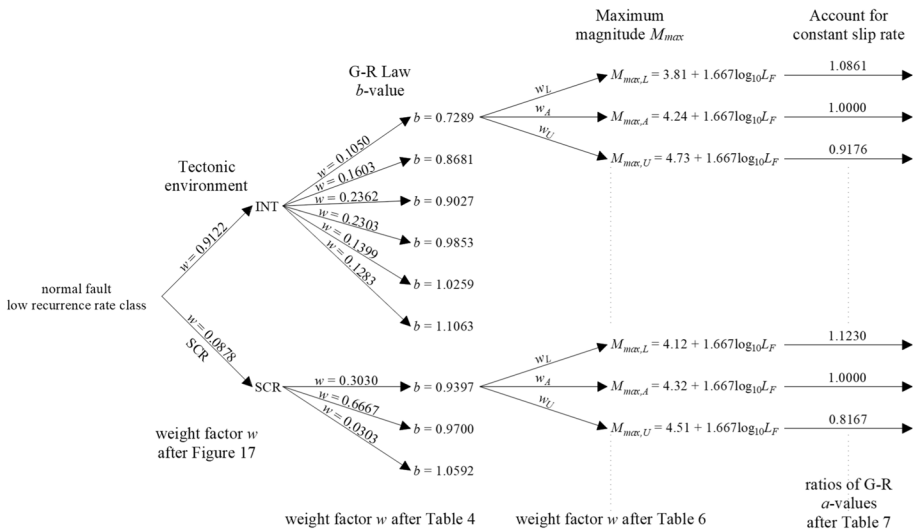 Maximum
magnitude Mmax
Account for
constant slip rate
G-R Law
b-value
Tectonic
environment
normal fault
low recurrence rate class
w = 0.9122
INT
w = 0.0878
SCR
SCR
weight factor w
after Figure 17
w = 0.1050
b = 0.7289
w = 0.1603
b = 0.8681
w = 0.2362
b = 0.9027
w = 0.2303
b = 0.9853
w = 0.1399
b = 1.0259
w = 0.1283
b = 1.1063
wL
Mmax,L = 3.81 + 1.667log10LF
1.0861
wA
Mmax,A = 4.24 + 1.667log10LF
1.0000
wU
Mmax,U = 4.73 + 1.667log10LF
0.9176
w = 0.3030
b = 0.9397
w = 0.6667
b = 0.9700
w = 0.0303
b = 1.0592
wL
Mmax,L = 4.12 + 1.667log10LF
1.1230
wA
Mmax,A = 4.32 + 1.667log10LF
1.0000
wU
Mmax,U = 4.51 + 1.667log10LF
0.8167
weight factor w after Table 4
weight factor w after Table 6
ratios of G-R
a-values
after Table 7